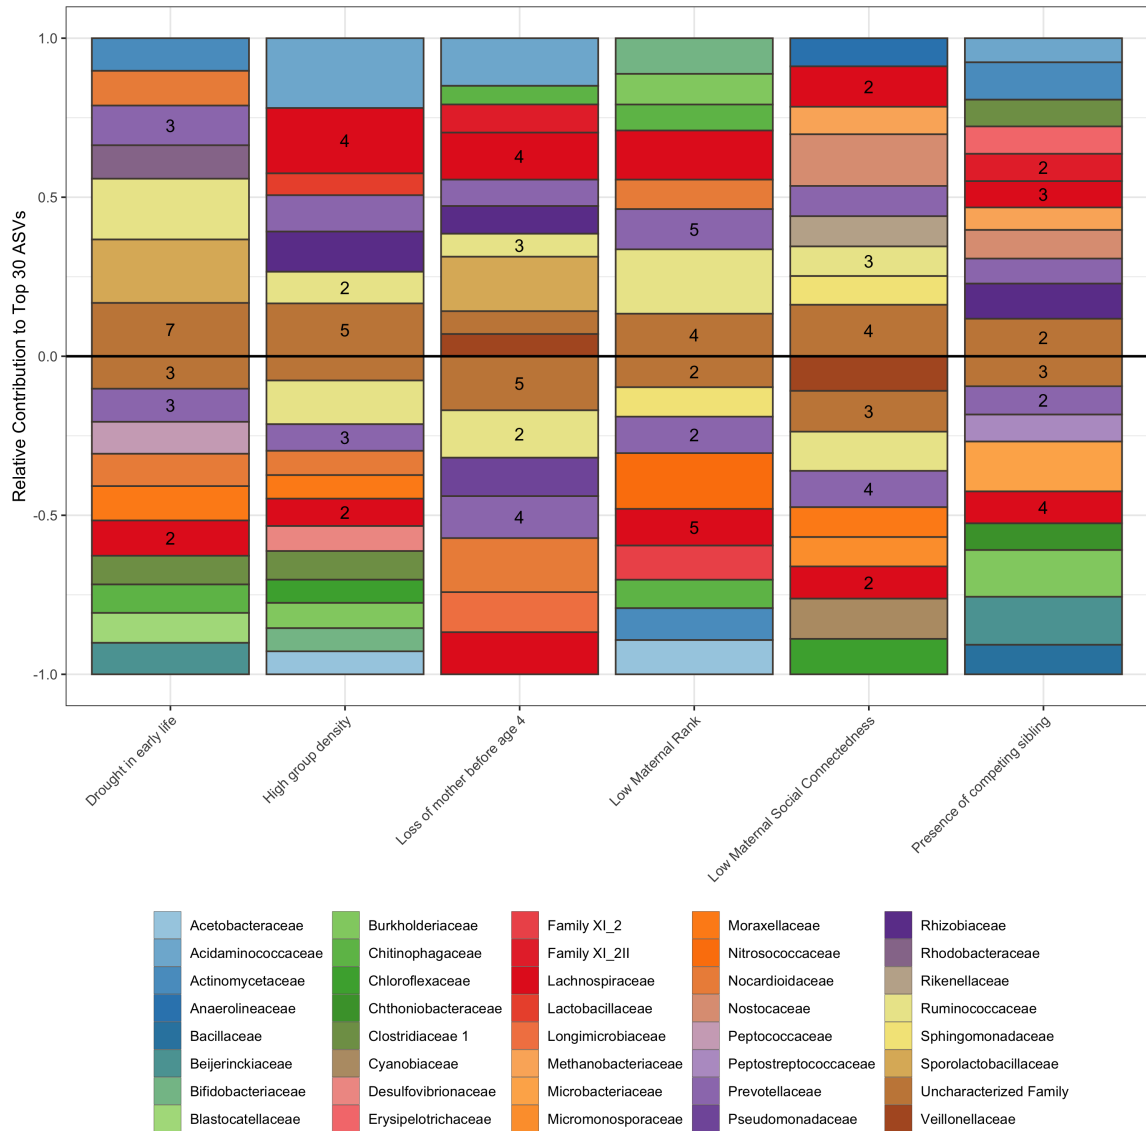 Relative Contribution to Top 30 ASVs
1.0
0.5
0.0
-0.5
-1.0
3
7
3
3
2
4
2
5
3
2
4
3
5
2
4
5
4
2
2
5
2
3
4
3
4
2
2
3
2
3
2
4
Drought in early life
High group density
Loss of mother before age 4
Low Maternal Rank
Low Maternal Social Connectedness
Presence of competing sibling
Acetobacteraceae
Acidaminococcaceae
Actinomycetaceae
Anaerolineaceae
Bacillaceae
Beijerinckiaceae
Bifidobacteriaceae
Blastocatellaceae
Burkholderiaceae
Chitinophagaceae
Chloroflexaceae
Chthoniobacteraceae
Clostridiaceae 1
Cyanobiaceae
Desulfovibrionaceae
Erysipelotrichaceae
Family XI_2
Family XI_2II
Lachnospiraceae
Lactobacillaceae
Longimicrobiaceae
Methanobacteriaceae
Microbacteriaceae
Micromonosporaceae
Moraxellaceae
Nitrosococcaceae
Nocardioidaceae
Nostocaceae
Peptococcaceae
Peptostreptococcaceae
Prevotellaceae
Pseudomonadaceae
Rhizobiaceae
Rhodobacteraceae
Rikenellaceae
Ruminococcaceae
Sphingomonadaceae
Sporolactobacillaceae
Uncharacterized Family
Veillonellaceae